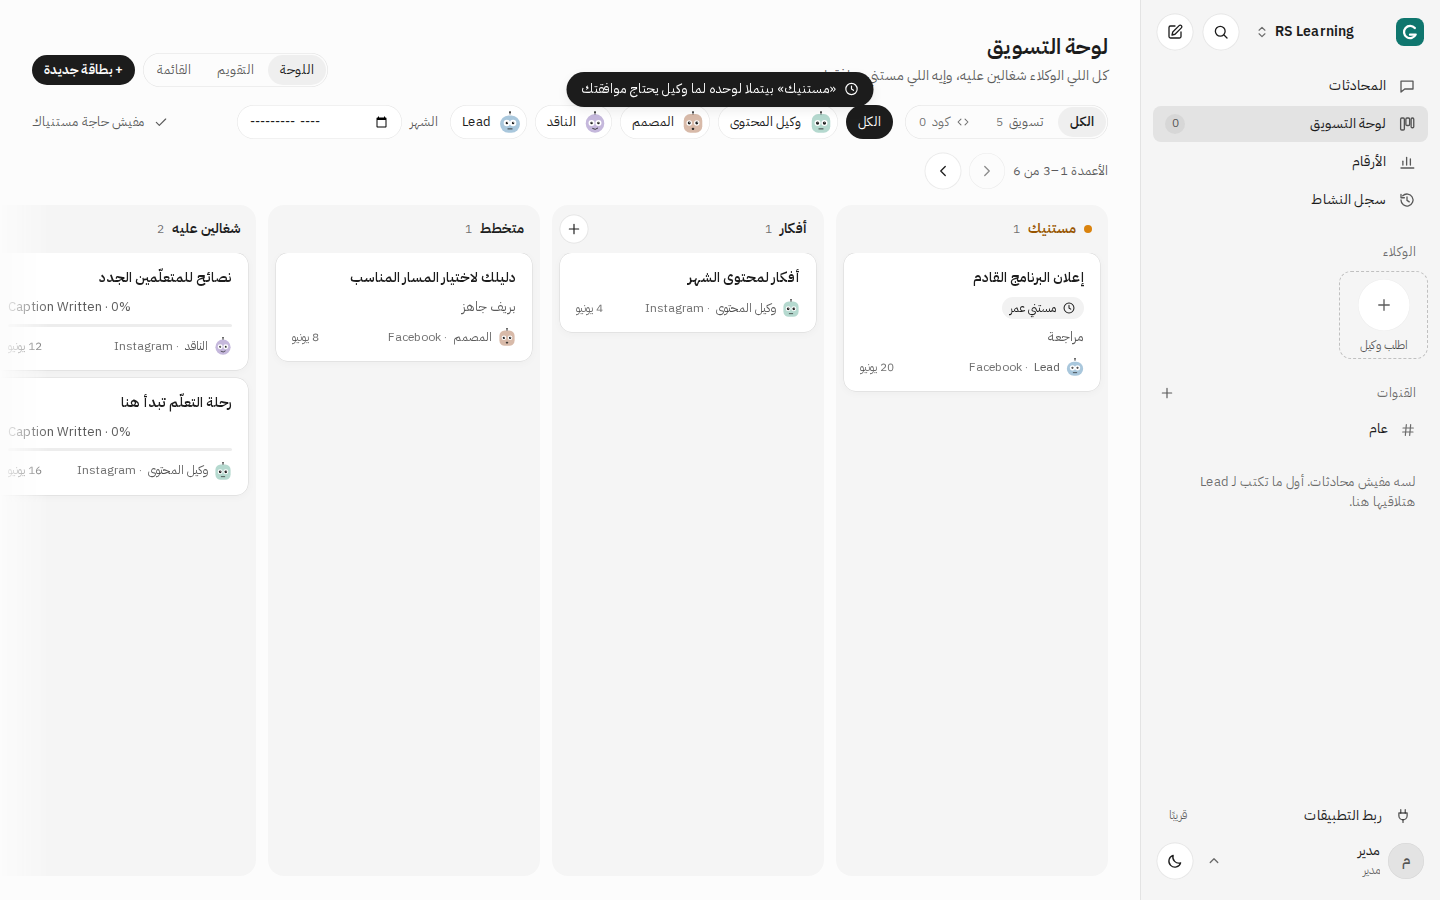 RS Learning
المحادثات
لوحة التسويق
0
الأرقام
سجل النشاط
الوكلاء
اطلب وكيل
القنوات
عام
لسه مفيش محادثات. أول ما تكتب لـ Lead
هتلاقيها هنا.
ربط التطبيقات
قريبًا
م
مدير
مدير
لوحة التسويق
كل اللي الوكلاء شغالين عليه، وإيه اللي مستني
اللوحة
التقويم
القائمة
+ بطاقة جديدة
«مستنيك» بيتملا لوحده لما وكيل يحتاج موافقتك
الكل
تسويق 5
كود 0
الكل
وكيل المحتوى
المصمم
الناقد
Lead
الشهر
--------- ----
مفيش حاجة مستنياك
الأعمدة 1–3 من 6
مستنيك 1
إعلان البرنامج القادم
مستني عمر
مراجعة
Lead · Facebook
20 يونيو
أفكار 1
أفكار لمحتوى الشهر
وكيل المحتوى · Instagram
4 يونيو
متخطط 1
دليلك لاختيار المسار المناسب
بريف جاهز
المصمم · Facebook
8 يونيو
شغالين عليه 2
نصائح للمتعلّمين الجدد
Caption Written · 0%
الناقد · Instagram
12 يونيو
رحلة التعلّم تبدأ هنا
Caption Written · 0%
وكيل المحتوى · Instagram
16 يونيو